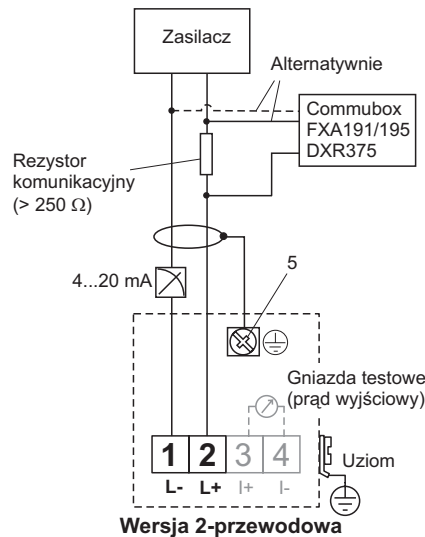 Zasilacz
Alternatywnie
Commubox
FXA191/195
DXR375
Rezystor
komunikacyjny
(> 250 Ω)
4...20 mA
5
Gniazda testowe
(prąd wyjściowy)
1 2 3 4
L- L+ I+ I-
Uziom
Wersja 2-przewodowa